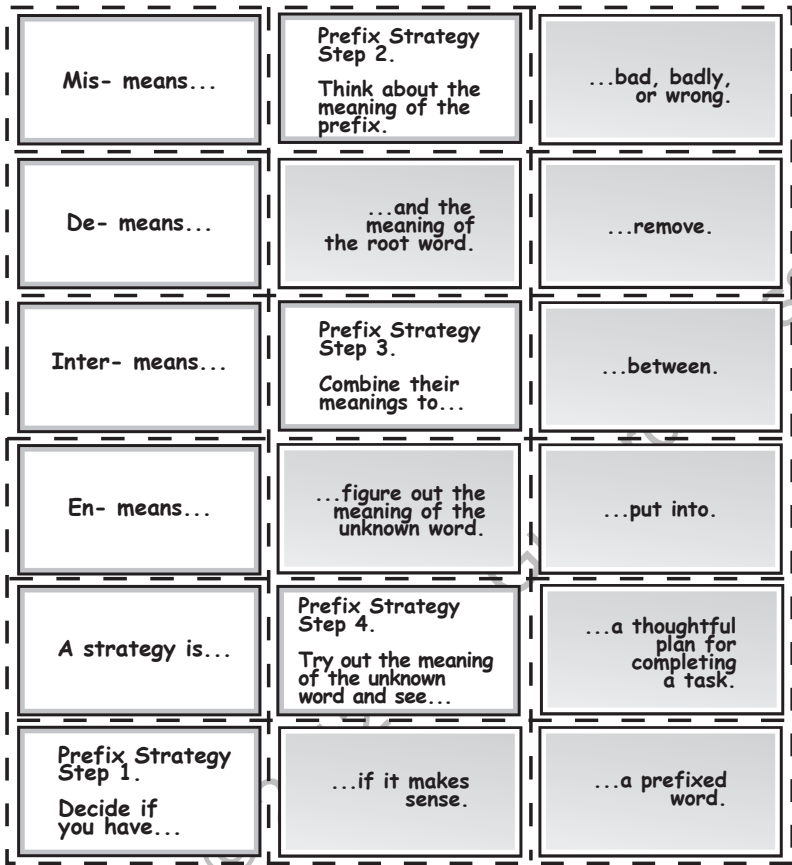 Mis- means...
Prefix Strategy
Step 2.
Think about the
meaning of the
prefix.
...bad, badly,
or wrong.
De- means...
...and the
meaning of
the root word.
...remove.
Inter- means...
Prefix Strategy
Step 3.
Combine their
meanings to...
...between.
En- means...
...figure out the
meaning of the
unknown word.
...put into.
A strategy is...
Prefix Strategy
Step 4.
Try out the meaning
of the unknown
word and see...
...a thoughtful
plan for
completing
a task.
Prefix Strategy
Step 1.
Decide if
you have...
...if it makes
sense.
...a prefixed
word.